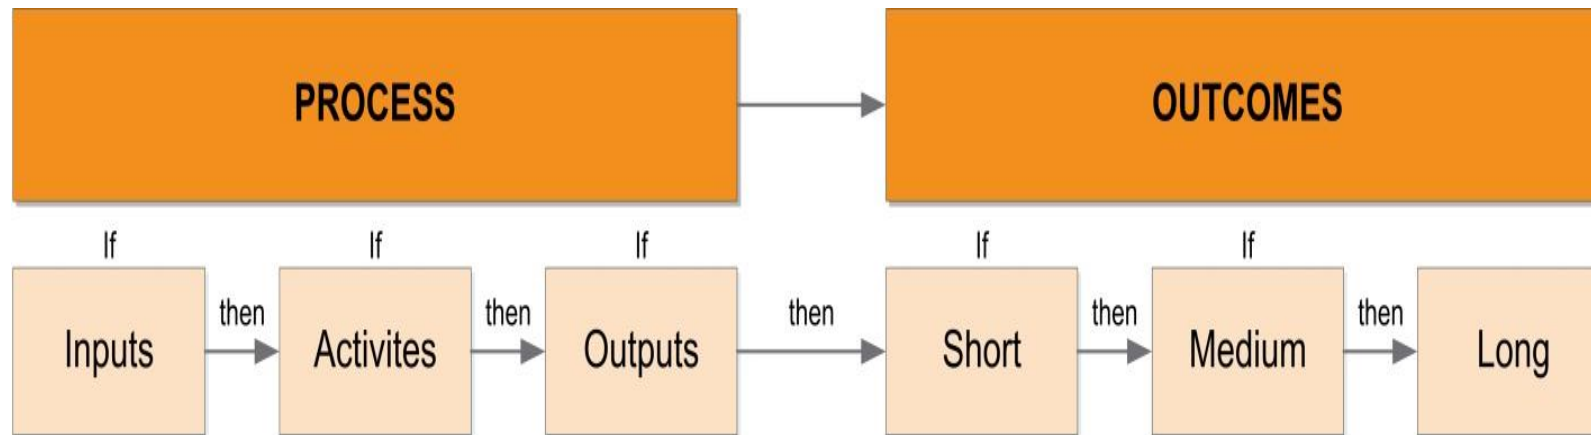 PROCESS
OUTCOMES
If
If
If
If
If
then
then
then
then
then
Inputs
Activites
Outputs
Short
Medium
Long